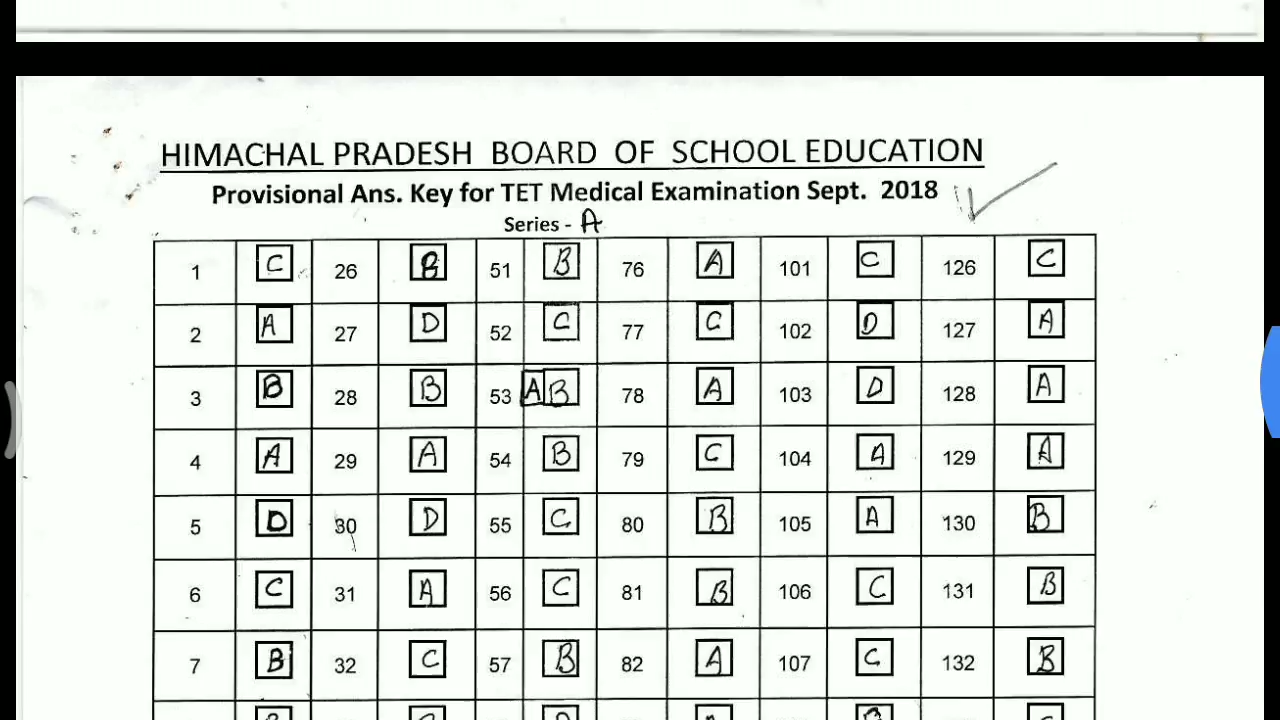 HIMACHAL PRADESH BOARD OF SCHOOL EDUCATION
Provisional Ans. Key for TET Medical Examination Sept. 2018
Series - A
1 C 26 51 B 76 A 101 C 126 C
2 A 27 D 52 C 77 C 102 D 127 A
3 B 28 B 53 A B 78 A 103 D 128 A
4 A 29 A 54 B 79 C 104 A 129 A
5 D 30 D 55 C 80 B 105 A 130 B
6 C 31 A 56 C 81 B 106 C 131 B
7 B 32 C 57 B 82 A 107 C 132 B